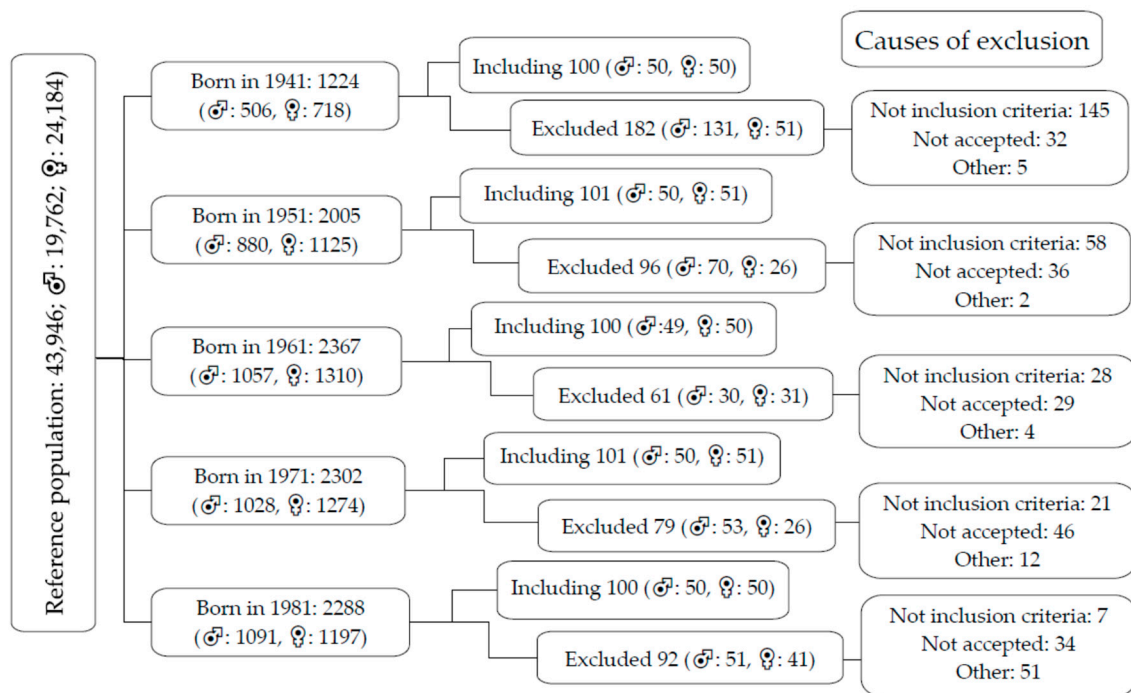 Reference population: 43,946; ♂: 19,762; ♀: 24,184)
Causes of exclusion
Born in 1941: 1224
(♂: 506, ♀: 718)
Including 100 (♂: 50, ♀: 50)
Excluded 182 (♂: 131, ♀: 51)
Not inclusion criteria: 145
Not accepted: 32
Other: 5
Born in 1951: 2005
(♂: 880, ♀: 1125)
Including 101 (♂: 50, ♀: 51)
Excluded 96 (♂: 70, ♀: 26)
Not inclusion criteria: 58
Not accepted: 36
Other: 2
Born in 1961: 2367
(♂: 1057, ♀: 1310)
Including 100 (♂:49, ♀: 50)
Excluded 61 (♂: 30, ♀: 31)
Not inclusion criteria: 28
Not accepted: 29
Other: 4
Born in 1971: 2302
(♂: 1028, ♀: 1274)
Including 101 (♂: 50, ♀: 51)
Excluded 79 (♂: 53, ♀: 26)
Not inclusion criteria: 21
Not accepted: 46
Other: 12
Born in 1981: 2288
(♂: 1091, ♀: 1197)
Including 100 (♂: 50, ♀: 50)
Excluded 92 (♂: 51, ♀: 41)
Not inclusion criteria: 7
Not accepted: 34
Other: 51